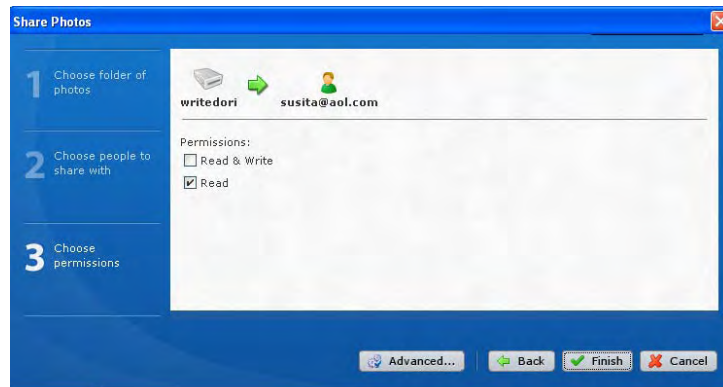 Share Photos
1 Choose folder of
photos
2 Choose people to
share with
3 Choose
permissions
writedori susita@aol.com
Permissions:
Read & Write
Read
Advanced... Back Finish Cancel